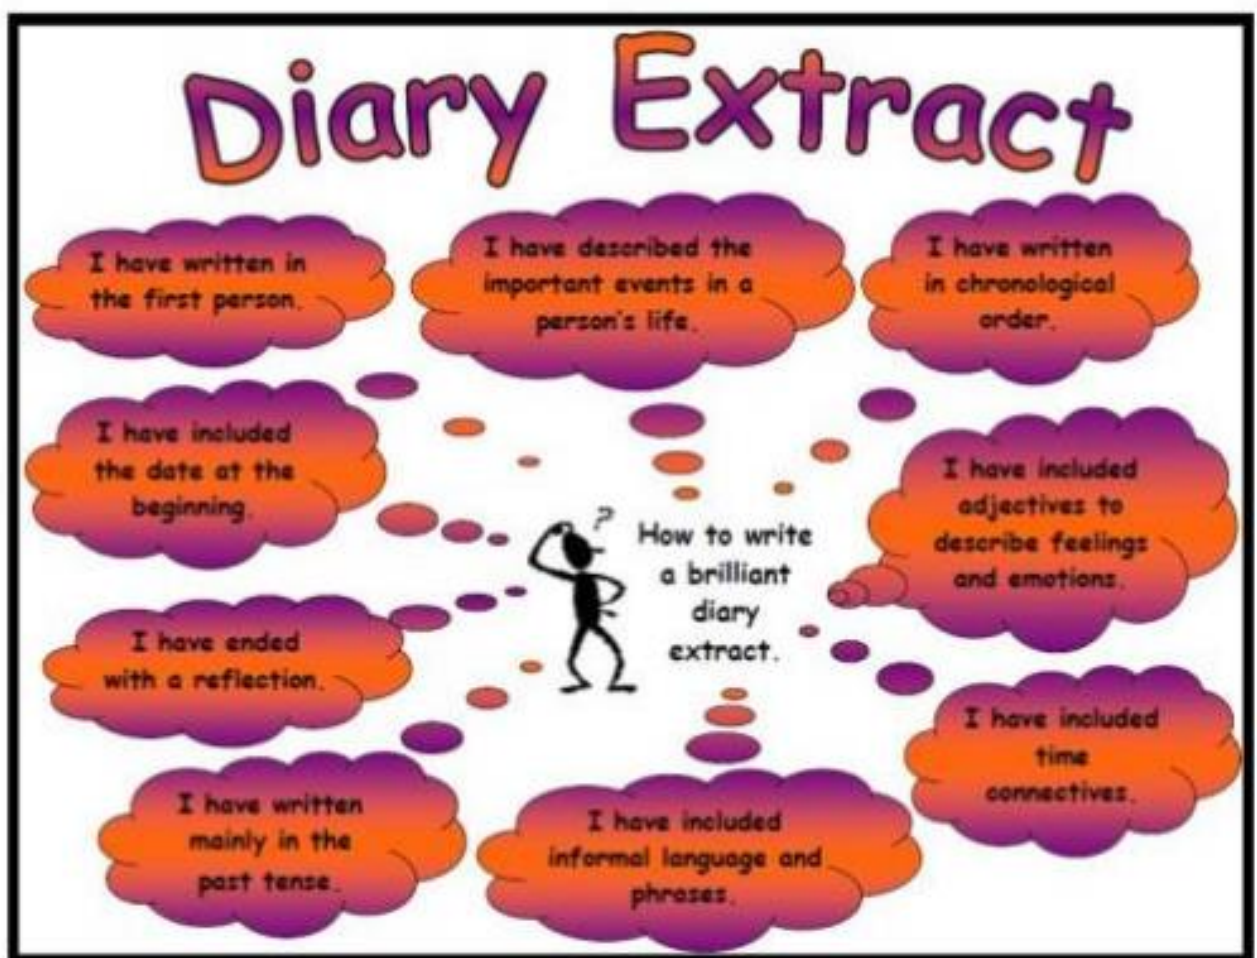 Diary Extract
I have written in
the first person.
I have described the
important events in a
person's life.
I have written
in chronological
order.
I have included
the date at the
beginning.
I have included
adjectives to
describe feelings
and emotions.
?
How to write
a brilliant
diary
extract.
I have ended
with a reflection.
I have included
time
connectives.
I have written
mainly in the
past tense.
I have included
informal language and
phrases.